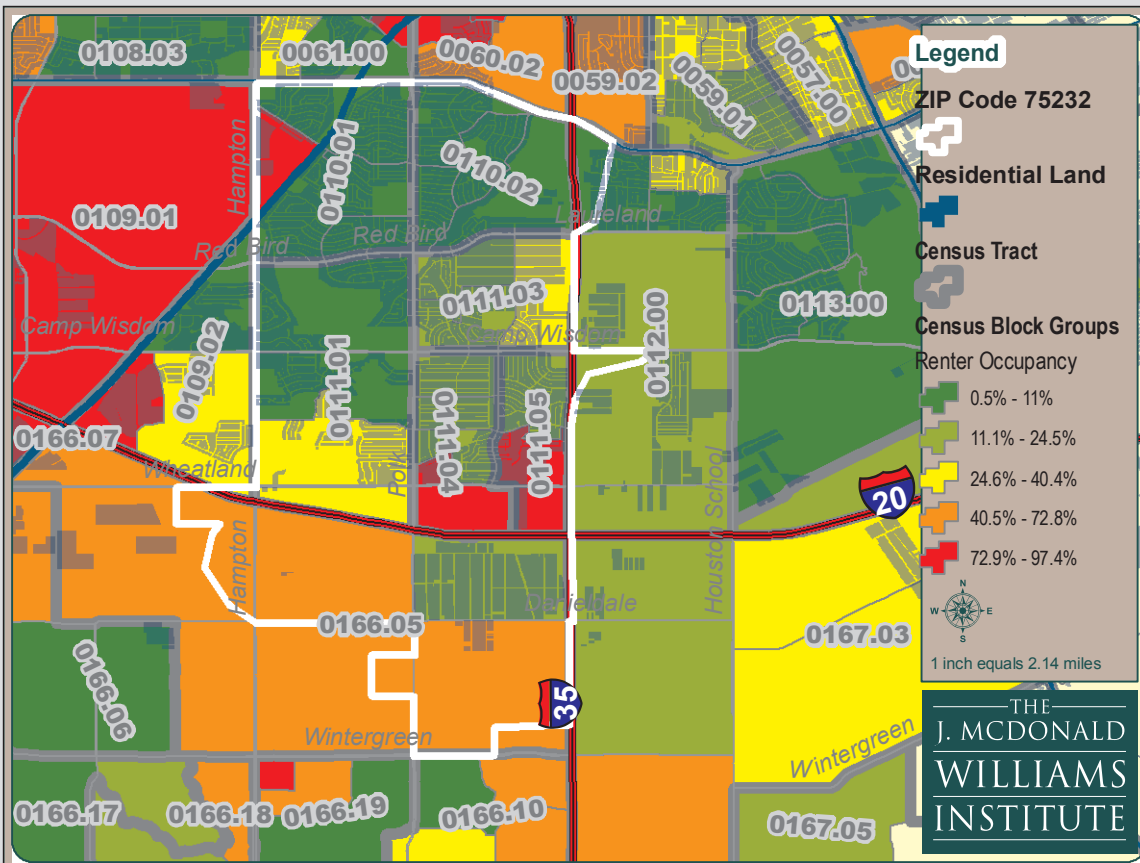 0108.03
0061.00
0060.02
0059.02
0059.01
0057.00
Hampton
0110.01
0110.02
0109.01
Red Bird
Red Bird
0111.03
0113.00
Camp Wisdom
0109.02
0111.01
0112.00
0111.04
0111.05
0166.07
Wheatland
Polk
Houston School
20
Hampton
Danieldale
0166.05
0167.03
0166.06
35
Wintergreen
Wintergreen
0166.17
0166.18
0166.19
0166.10
0167.05
Legend
ZIP Code 75232
Residential Land
Census Tract
Census Block Groups
Renter Occupancy
0.5% - 11%
11.1% - 24.5%
24.6% - 40.4%
40.5% - 72.8%
72.9% - 97.4%
N
W E
S
1 inch equals 2.14 miles
THE
J. MCDONALD
WILLIAMS
INSTITUTE